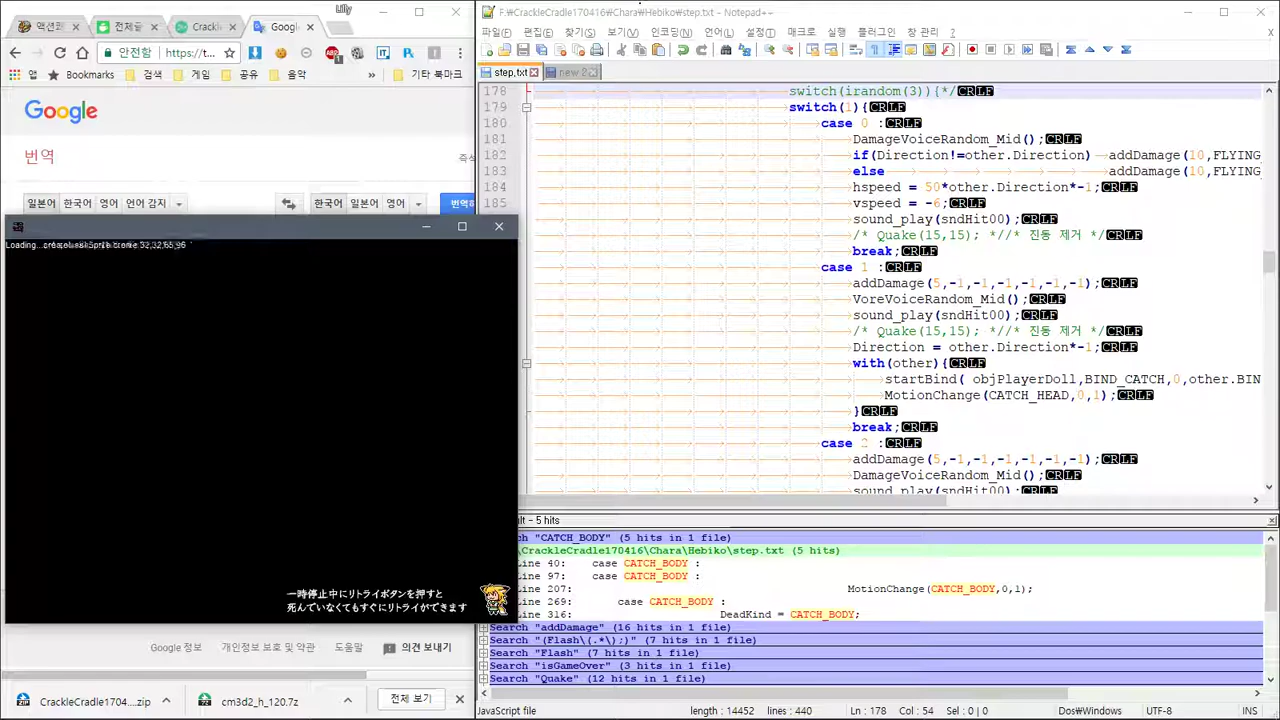 Lilly
전체글
Crackle
Googl
안전함
https://t...
앱
Bookmarks
검색
게임
공유
음악
기타 북마크
Google
번역
즉석
일본어 한국어 영어 언어 감지
한국어 일본어 영어
번역하
一時停止中にリトライボタンを押すと
死んでいなくてもすぐにリトライができます
Google 정보
개인정보 보호 및 약관
도움말
의견 보내기
CrackleCradle1704....zip
cm3d2_h_120.7z
전체 보기
F:\CrackleCradle170416\Chara\Hebiko\step.txt - Notepad++
파일(F) 편집(E) 찾기(S) 보기(V) 인코딩(N) 언어(L) 설정(T) 매크로 실행 플러그인 창 관리 ?
step.txt
new 2
178 switch(irandom(3)){*/CRLF
179 switch(1){CRLF
180 case 0 :CRLF
181 DamageVoiceRandom_Mid();CRLF
182 if(Direction!=other.Direction) addDamage(10,FLYING
183 else addDamage(10,FLYING
184 hspeed = 50*other.Direction*-1;CRLF
185 vspeed = -6;CRLF
sound_play(sndHit00);CRLF
/* Quake(15,15); *//* 진동 제거 */CRLF
break;CRLF
case 1 :CRLF
addDamage(5,-1,-1,-1,-1,-1,-1);CRLF
VoreVoiceRandom_Mid();CRLF
sound_play(sndHit00);CRLF
/* Quake(15,15); *//* 진동 제거 */CRLF
Direction = other.Direction*-1;CRLF
with(other){CRLF
startBind( objPlayerDoll,BIND_CATCH,0,other.BIN
MotionChange(CATCH_HEAD,0,1);CRLF
}CRLF
break;CRLF
case 2 :CRLF
addDamage(5,-1,-1,-1,-1,-1,-1);CRLF
DamageVoiceRandom_Mid();CRLF
sound_play(sndHit00);CRLF
ult - 5 hits
ch "CATCH_BODY" (5 hits in 1 file)
\CrackleCradle170416\Chara\Hebiko\step.txt (5 hits)
Line 40: case CATCH_BODY :
Line 97: case CATCH_BODY :
Line 207: MotionChange(CATCH_BODY,0,1);
Line 269: case CATCH_BODY :
Line 316: DeadKind = CATCH_BODY;
Search "addDamage" (16 hits in 1 file)
Search "(Flash\(.*\);)" (7 hits in 1 file)
Search "Flash" (7 hits in 1 file)
Search "isGameOver" (3 hits in 1 file)
Search "Quake" (12 hits in 1 file)
JavaScript file
length : 14452 lines : 440
Ln : 178 Col : 54 Sel : 0 | 0
Dos\Windows
UTF-8
INS